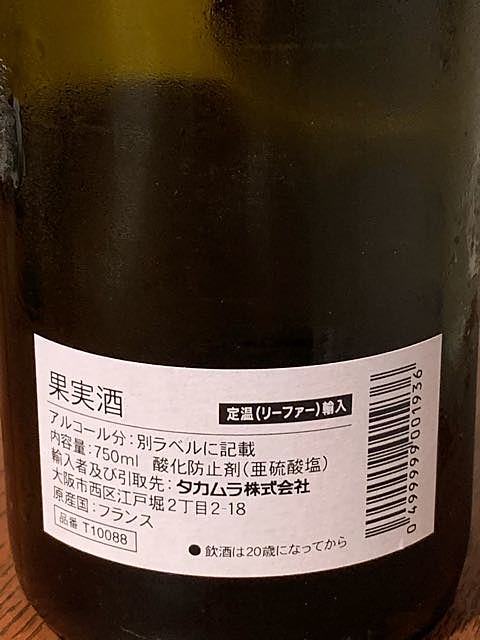 果実酒
定温(リーファー)輸入
アルコール分:別ラベルに記載
内容量:750ml 酸化防止剤(亜硫酸塩)
輸入者及び引取先:タカムラ株式会社
大阪市西区江戸堀2丁目2-18
原産国:フランス
品番 T10088
●飲酒は20歳になってから
0 499999 001936